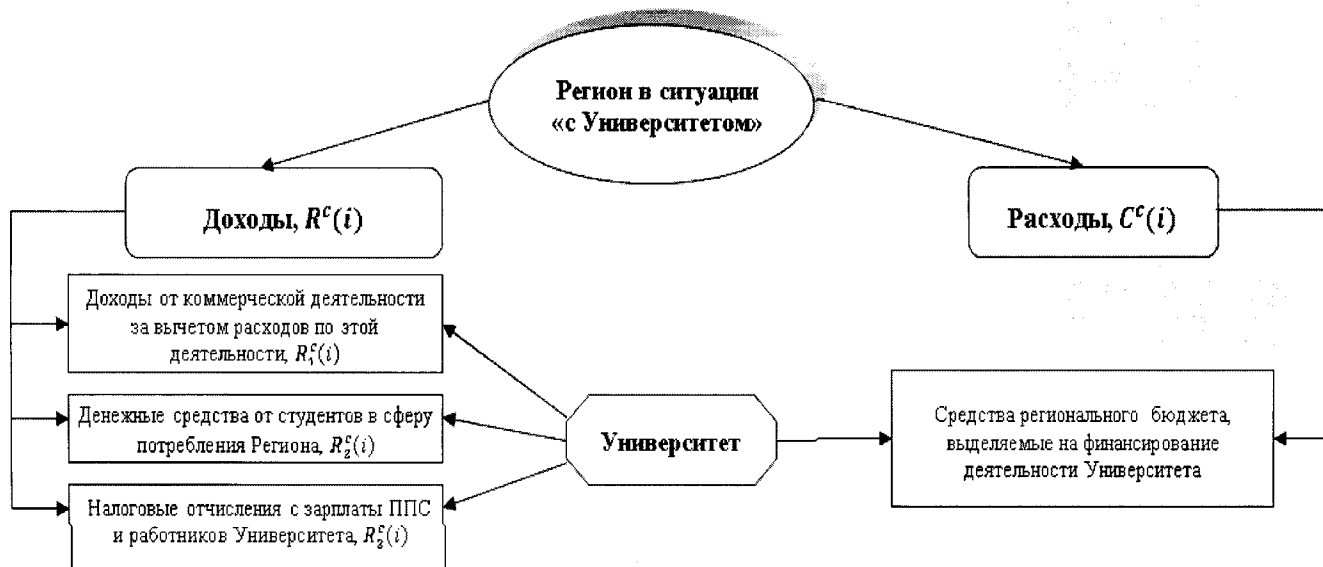 Регион в ситуации
«с Университетом»
Доходы, R^c(i)
Расходы, C^c(i)
Доходы от коммерческой деятельности
за вычетом расходов по этой
деятельности, R_1^c(i)
Денежные средства от студентов в сферу
потребления Региона, R_2^c(i)
Налоговые отчисления с зарплаты ППС
и работников Университета, R_3^c(i)
Университет
Средства регионального бюджета,
выделяемые на финансирование
деятельности Университета